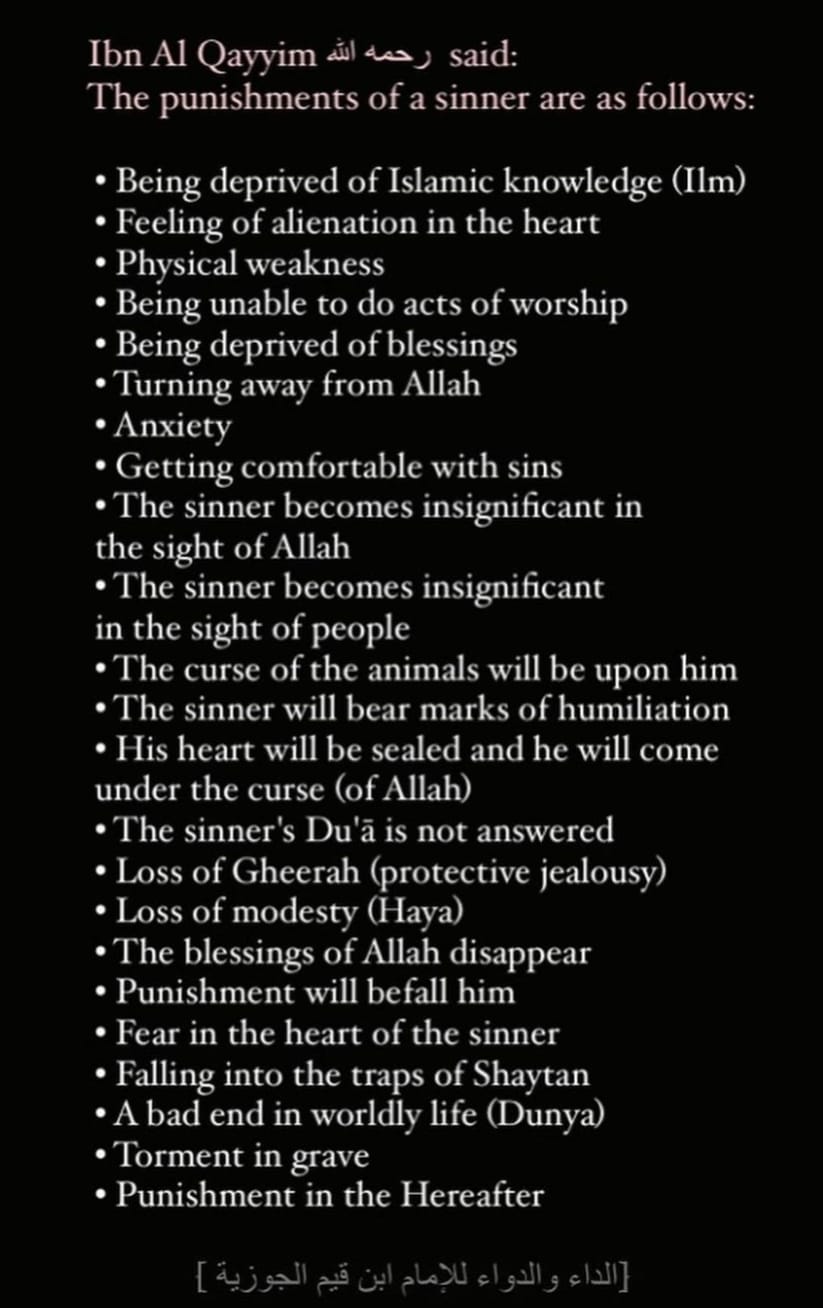 Ibn Al Qayyim رحمه الله said:
The punishments of a sinner are as follows:
• Being deprived of Islamic knowledge (Ilm)
• Feeling of alienation in the heart
• Physical weakness
• Being unable to do acts of worship
• Being deprived of blessings
• Turning away from Allah
• Anxiety
• Getting comfortable with sins
• The sinner becomes insignificant in
the sight of Allah
• The sinner becomes insignificant
in the sight of people
• The curse of the animals will be upon him
• The sinner will bear marks of humiliation
• His heart will be sealed and he will come
under the curse (of Allah)
• The sinner's Du'ā is not answered
• Loss of Gheerah (protective jealousy)
• Loss of modesty (Haya)
• The blessings of Allah disappear
• Punishment will befall him
• Fear in the heart of the sinner
• Falling into the traps of Shaytan
• A bad end in worldly life (Dunya)
• Torment in grave
• Punishment in the Hereafter
[الداء والدواء للإمام ابن قيم الجوزية ]